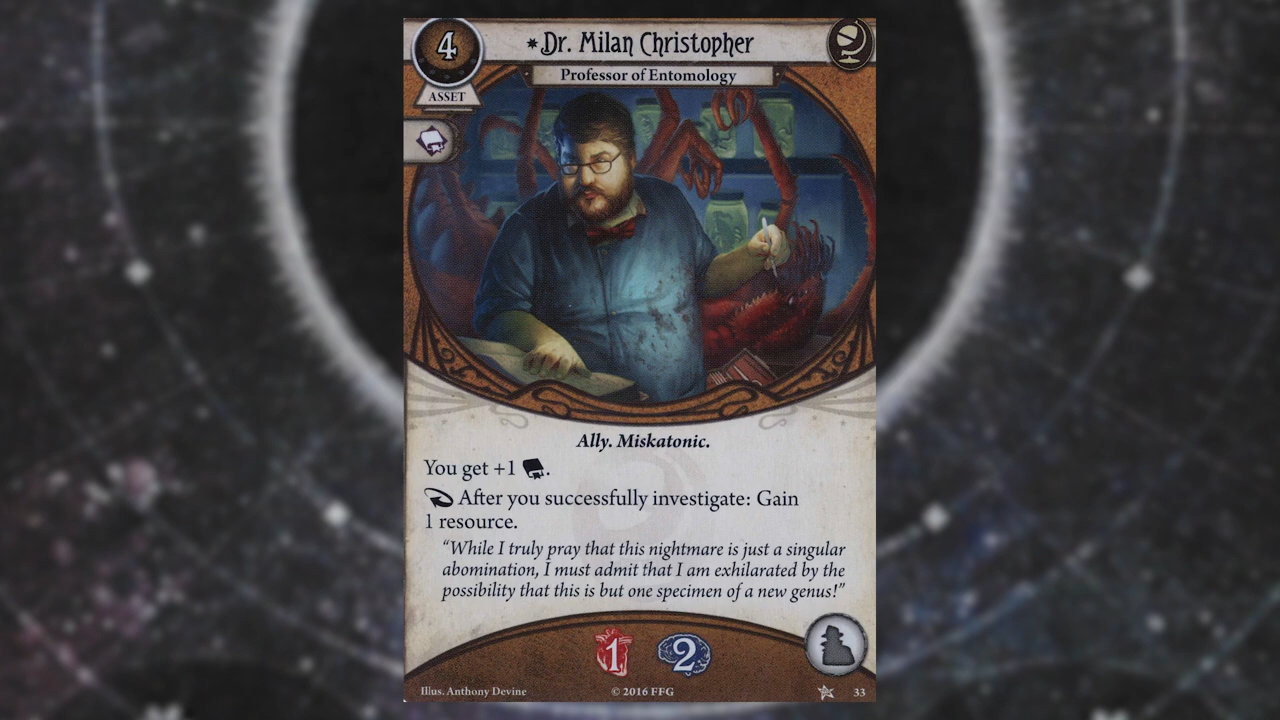 4
Dr. Milan Christopher
ASSET
Professor of Entomology
Ally. Miskatonic.
You get +1 .
After you successfully investigate: Gain
1 resource.
“While I truly pray that this nightmare is just a singular
abomination, I must admit that I am exhilarated by the
possibility that this is but one specimen of a new genus!”
1 2
Illus. Anthony Devine © 2016 FFG 33